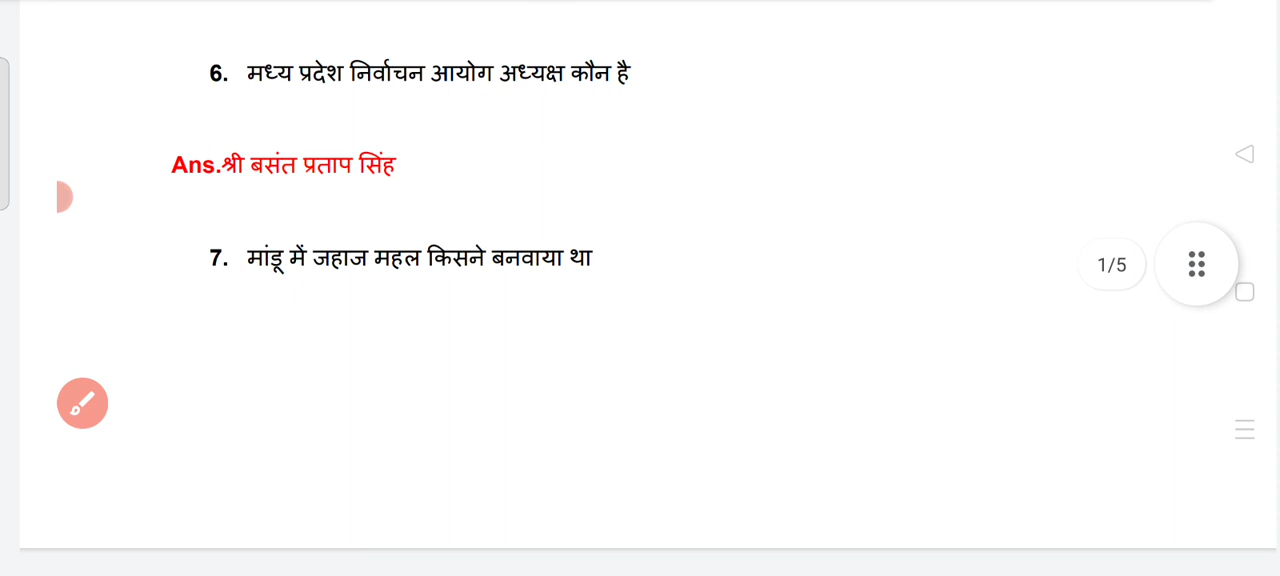 6. मध्य प्रदेश निर्वाचन आयोग अध्यक्ष कौन है
Ans.श्री बसंत प्रताप सिंह
7. मांडू में जहाज महल किसने बनवाया था
1/5